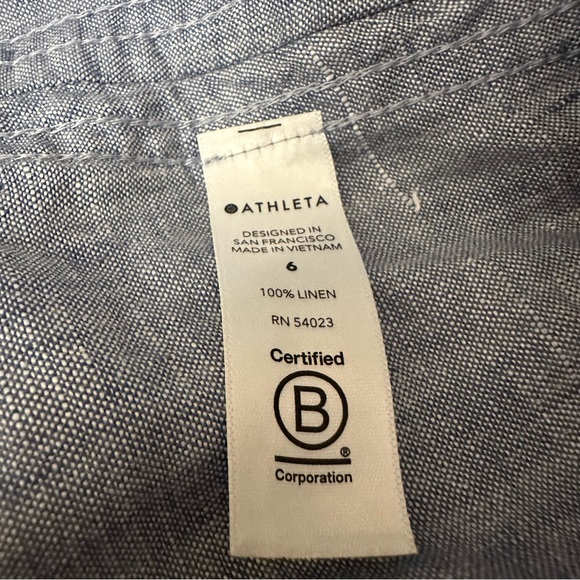 ATHLETA
DESIGNED IN
SAN FRANCISCO
MADE IN VIETNAM
6
100% LINEN
RN 54023
Certified
B
®
Corporation